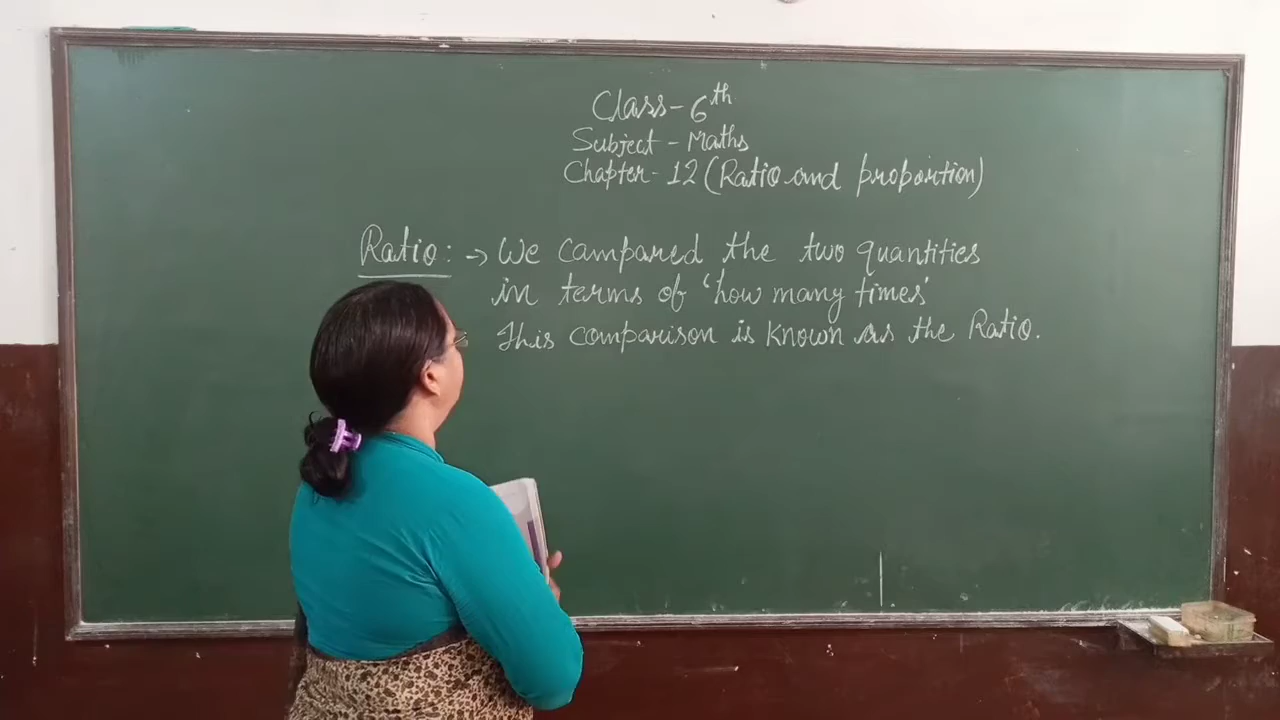 Class - 6th
Subject - Maths
Chapter - 12 (Ratio and proportion)
Ratio : → We campared the two quantities
in terms of 'how many times'
This comparison is known as the Ratio.